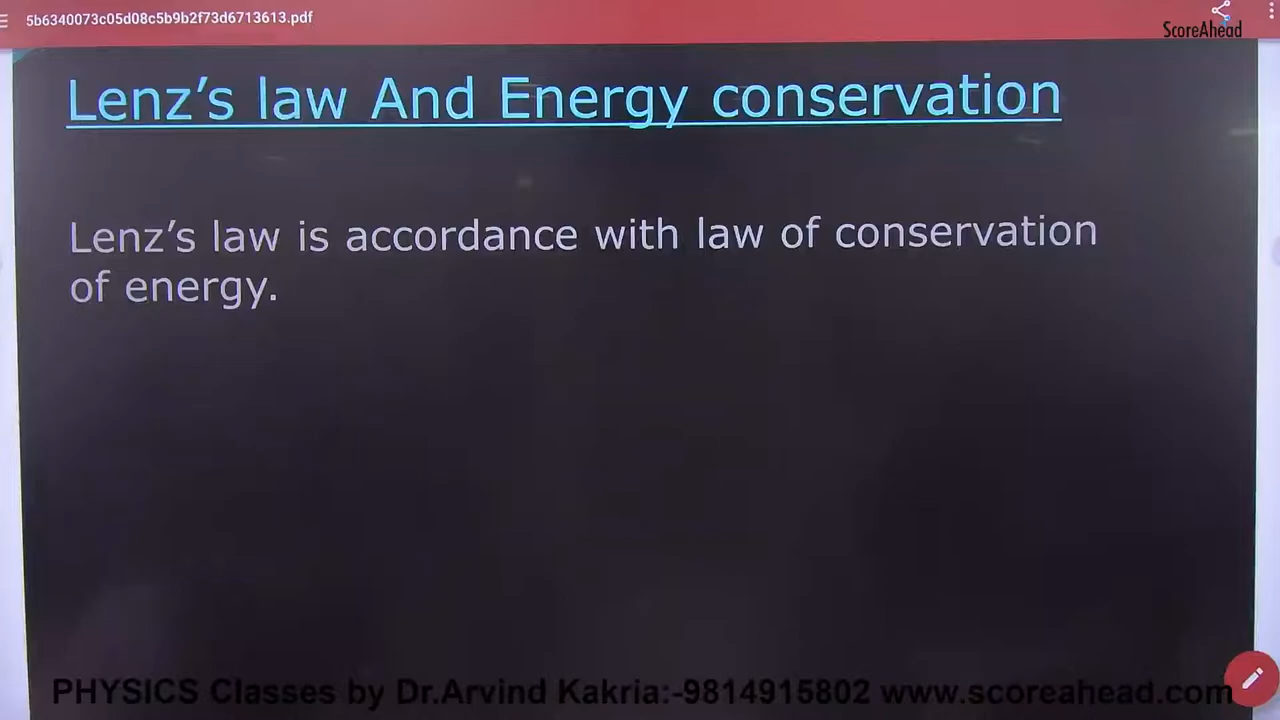 5b6340073c05d08c5b9b2f73d6713613.pdf
ScoreAhead
Lenz’s law And Energy conservation
Lenz’s law is accordance with law of conservation
of energy.
PHYSICS Classes by Dr.Arvind Kakria:-9814915802 www.scoreahead.com